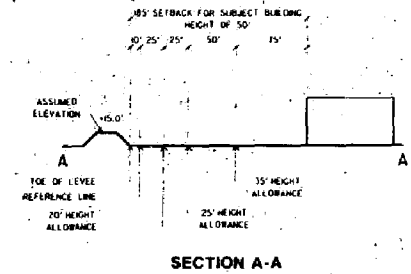 185' SETBACK FOR SUBJECT BUILDING
HEIGHT OF 50'
10' 25' 25' 50' 75'
ASSUMED
ELEVATION
+15.0'
A A
TOE OF LEVEE
REFERENCE LINE
35' HEIGHT
ALLOWANCE
20' HEIGHT
ALLOWANCE
25' HEIGHT
ALLOWANCE
SECTION A-A